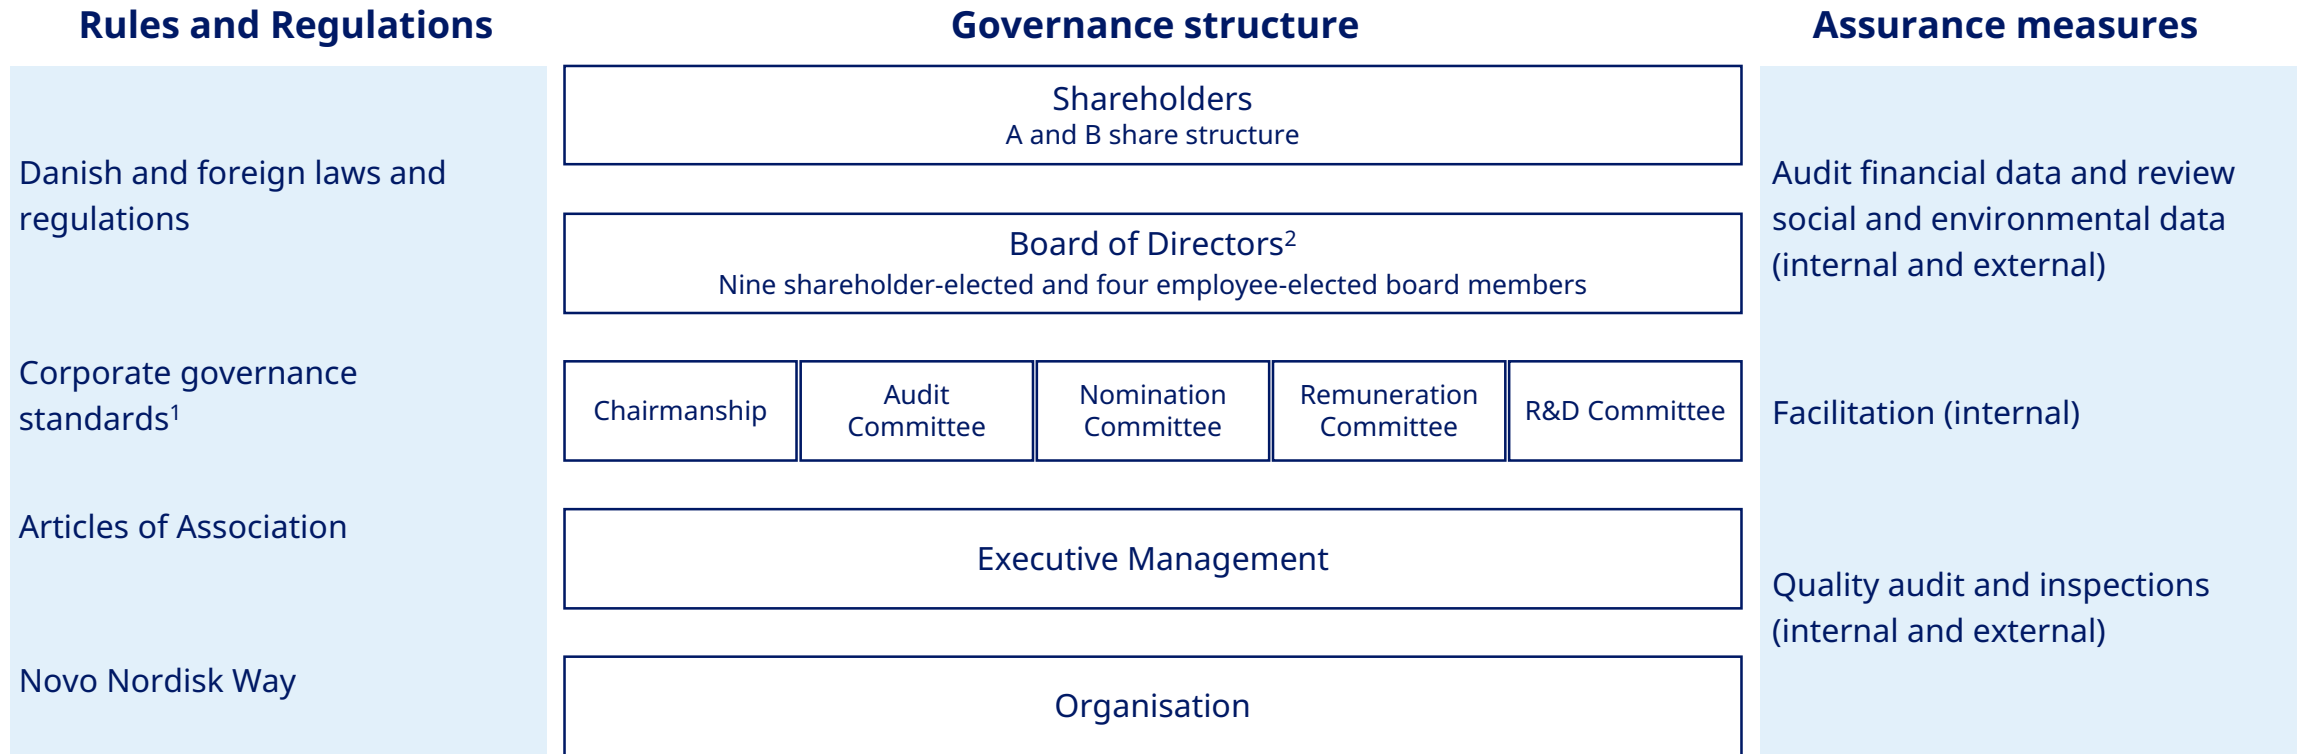 Rules and Regulations
Danish and foreign laws and
regulations
Corporate governance
standards¹
Articles of Association
Novo Nordisk Way
Governance structure
Shareholders
A and B share structure
Board of Directors²
Nine shareholder-elected and four employee-elected board members
Chairmanship
Audit
Committee
Nomination
Committee
Remuneration
Committee
R&D Committee
Executive Management
Organisation
Assurance measures
Audit financial data and review
social and environmental data
(internal and external)
Facilitation (internal)
Quality audit and inspections
(internal and external)